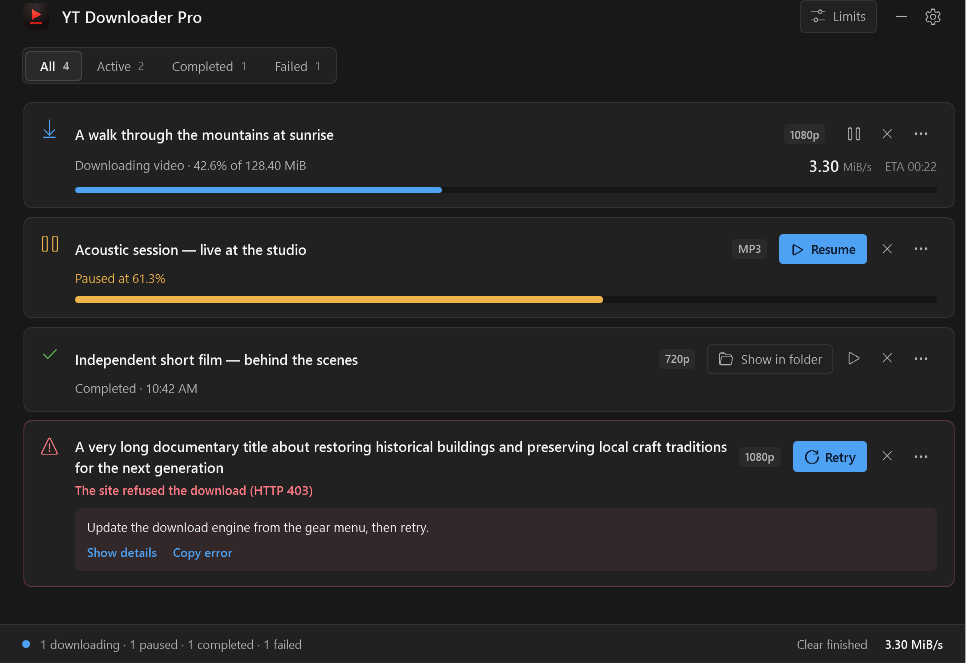 YT Downloader Pro
Limits
All 4
Active 2
Completed 1
Failed 1
A walk through the mountains at sunrise
1080p
Downloading video · 42.6% of 128.40 MiB
3.30 MiB/s ETA 00:22
Acoustic session — live at the studio
MP3
Resume
Paused at 61.3%
Independent short film — behind the scenes
720p
Show in folder
Completed · 10:42 AM
A very long documentary title about restoring historical buildings and preserving local craft traditions
for the next generation
1080p
Retry
The site refused the download (HTTP 403)
Update the download engine from the gear menu, then retry.
Show details
Copy error
1 downloading · 1 paused · 1 completed · 1 failed
Clear finished
3.30 MiB/s